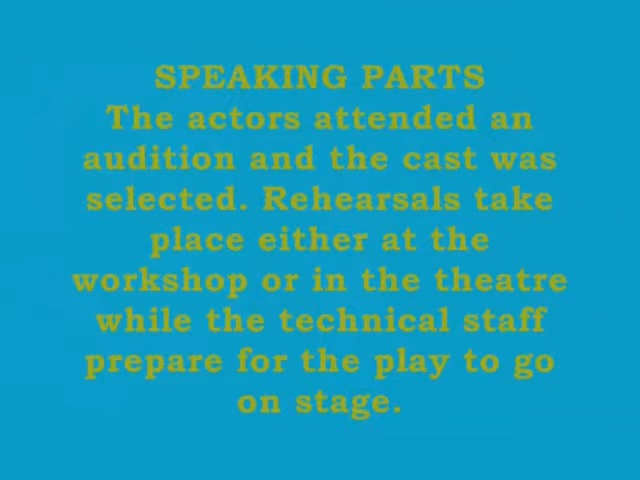 SPEAKING PARTS
The actors attended an
audition and the cast was
selected. Rehearsals take
place either at the
workshop or in the theatre
while the technical staff
prepare for the play to go
on stage.